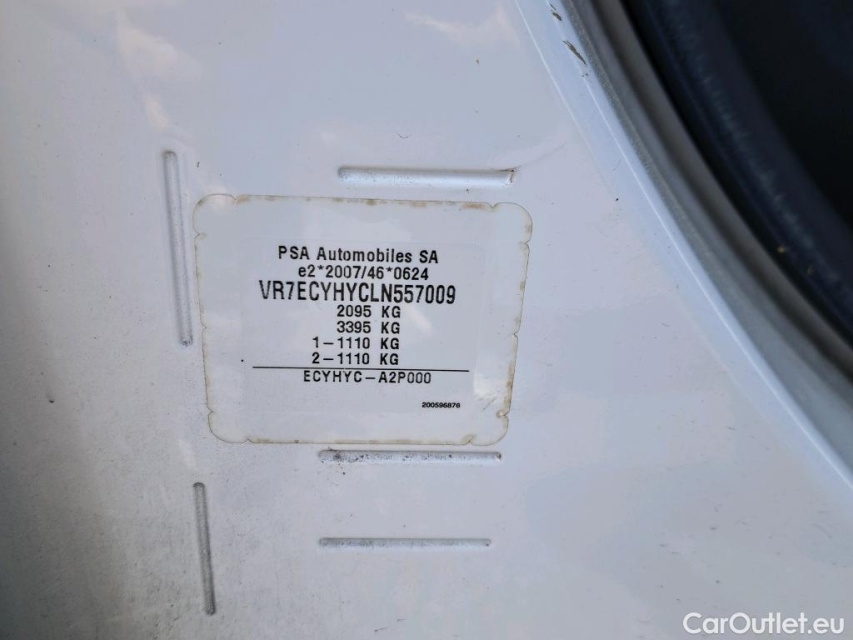 PSA Automobiles SA
e2*2007/46*0624
VR7ECYHYCLN557009
2095 KG
3395 KG
1-1110 KG
2-1110 KG
ECYHYC-A2P000
200596876
CarOutlet.eu